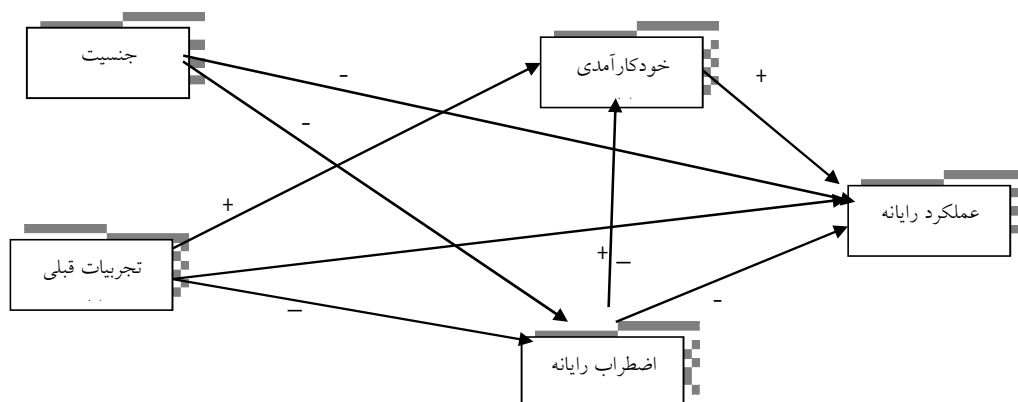 جنسیت
خودکارآمدی
-
+
-
+
عملکرد رایانه
تجربیات قبلی
+
_
-
_
اضطراب رایانه